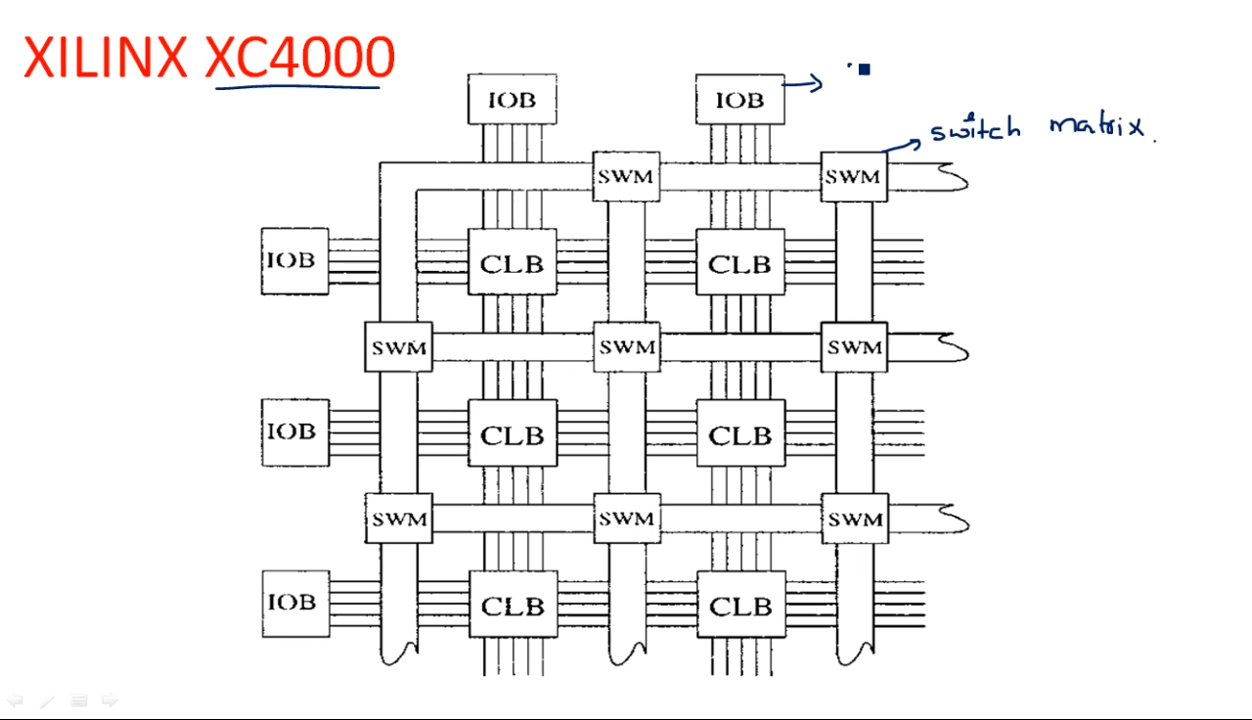 XILINX XC4000
IOB IOB
switch matrix.
SWM SWM
IOB CLB CLB
SWM SWM SWM
IOB CLB CLB
SWM SWM SWM
IOB CLB CLB